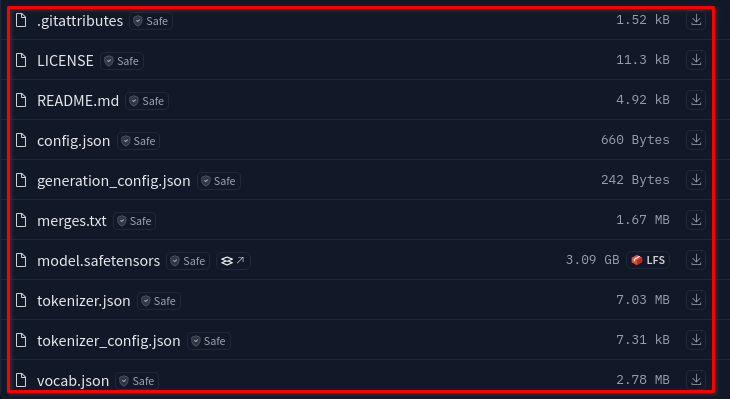 .gitattributes Safe 1.52 kB
LICENSE Safe 11.3 kB
README.md Safe 4.92 kB
config.json Safe 660 Bytes
generation_config.json Safe 242 Bytes
merges.txt Safe 1.67 MB
model.safetensors Safe 3.09 GB LFS
tokenizer.json Safe 7.03 MB
tokenizer_config.json Safe 7.31 kB
vocab.json Safe 2.78 MB